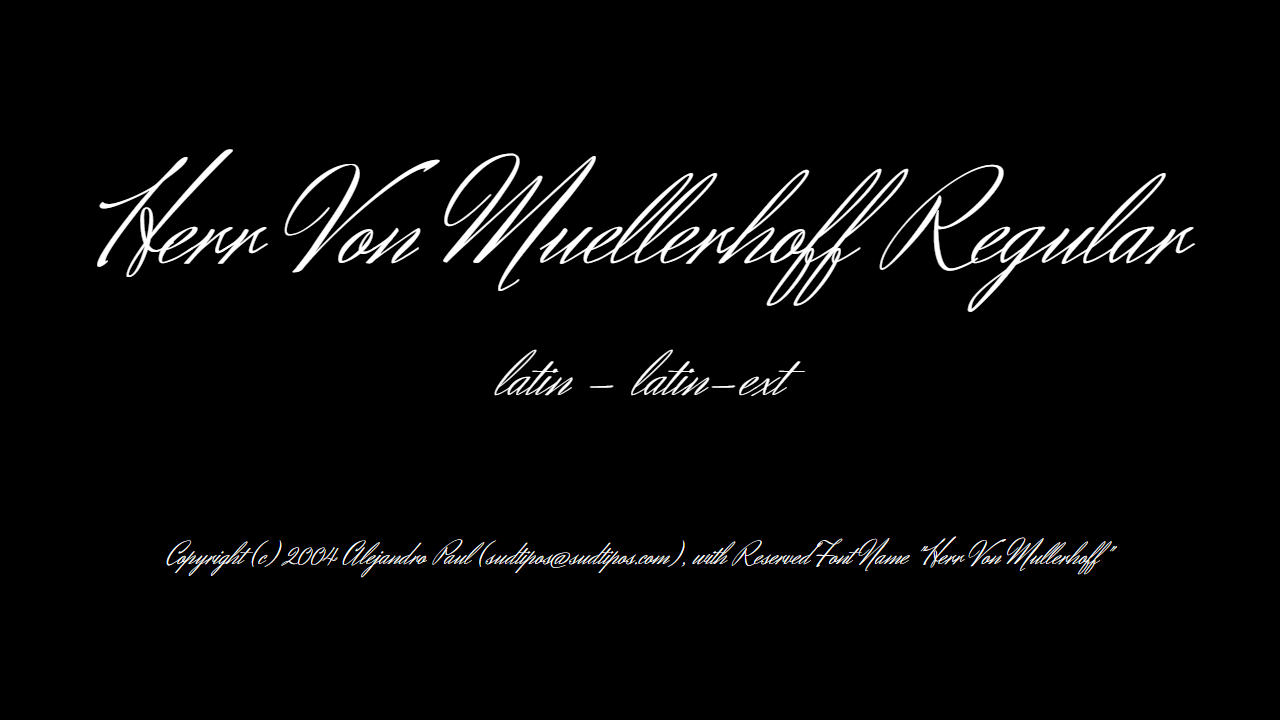 Herr Von Muellerhoff Regular
latin - latin-ext
Copyright (c) 2004 Alejandro Paul (sudtipos@sudtipos.com), with Reserved Font Name "Herr Von Mullerhoff"